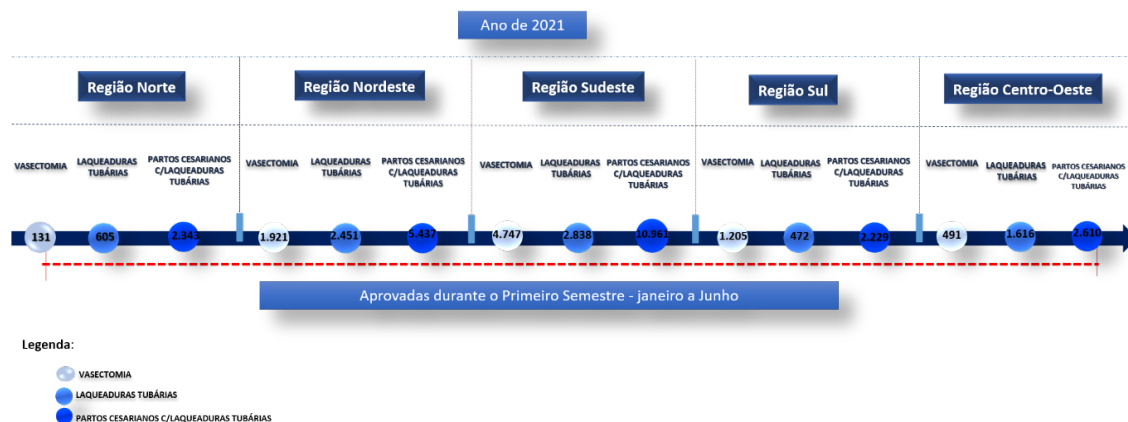 Ano de 2021
Região Norte
Região Nordeste
Região Sudeste
Região Sul
Região Centro-Oeste
VASECTOMIA
LAQUEADURAS
TUBÁRIAS
PARTOS CESARIANOS
C/LAQUEADURAS
TUBÁRIAS
VASECTOMIA
LAQUEADURAS
TUBÁRIAS
PARTOS CESARIANOS
C/LAQUEADURAS
TUBÁRIAS
VASECTOMIA
LAQUEADURAS
TUBÁRIAS
PARTOS CESARIANOS
C/LAQUEADURAS
TUBÁRIAS
VASECTOMIA
LAQUEADURAS
TUBÁRIAS
PARTOS CESARIANOS
C/LAQUEADURAS
TUBÁRIAS
VASECTOMIA
LAQUEADURAS
TUBÁRIAS
PARTOS CESARIANOS
C/LAQUEADURAS
TUBÁRIAS
131
605
2.343
1.921
2.451
5.437
4.747
2.838
10.961
1.205
472
2.229
491
1.616
2.610
Aprovadas durante o Primeiro Semestre - janeiro a Junho
Legenda:
VASECTOMIA
LAQUEADURAS TUBÁRIAS
PARTOS CESARIANOS C/LAQUEADURAS TUBÁRIAS